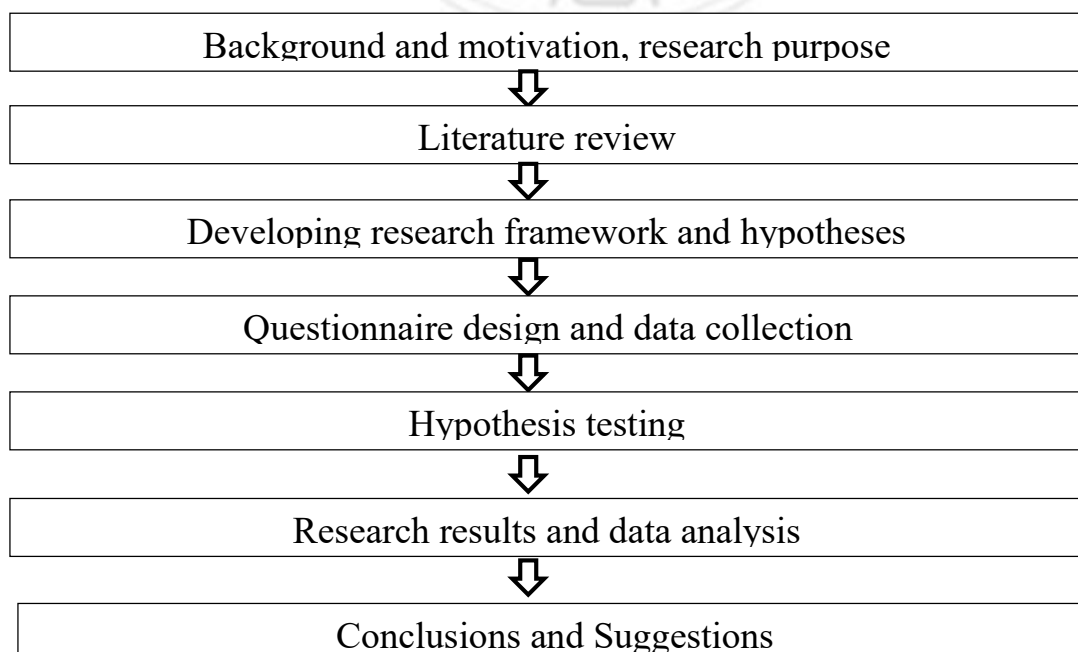 Background and motivation, research purpose
Literature review
Developing research framework and hypotheses
Questionnaire design and data collection
Hypothesis testing
Research results and data analysis
Conclusions and Suggestions